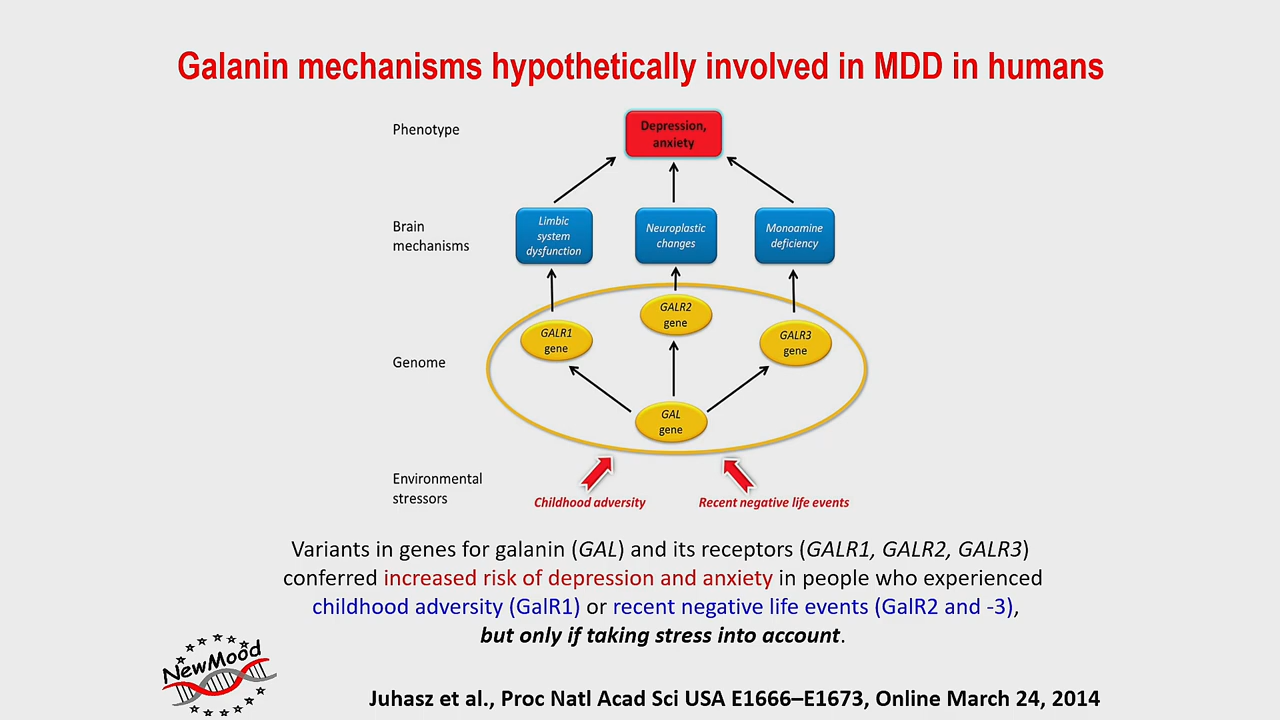 Galanin mechanisms hypothetically involved in MDD in humans
Phenotype
Depression,
anxiety
Brain
mechanisms
Limbic
system
dysfunction
Neuroplastic
changes
Monoamine
deficiency
Genome
GALR1
gene
GALR2
gene
GALR3
gene
GAL
gene
Environmental
stressors
Childhood adversity
Recent negative life events
Variants in genes for galanin (GAL) and its receptors (GALR1, GALR2, GALR3)
conferred increased risk of depression and anxiety in people who experienced
childhood adversity (GalR1) or recent negative life events (GalR2 and -3),
but only if taking stress into account.
NewMood
Juhasz et al., Proc Natl Acad Sci USA E1666–E1673, Online March 24, 2014